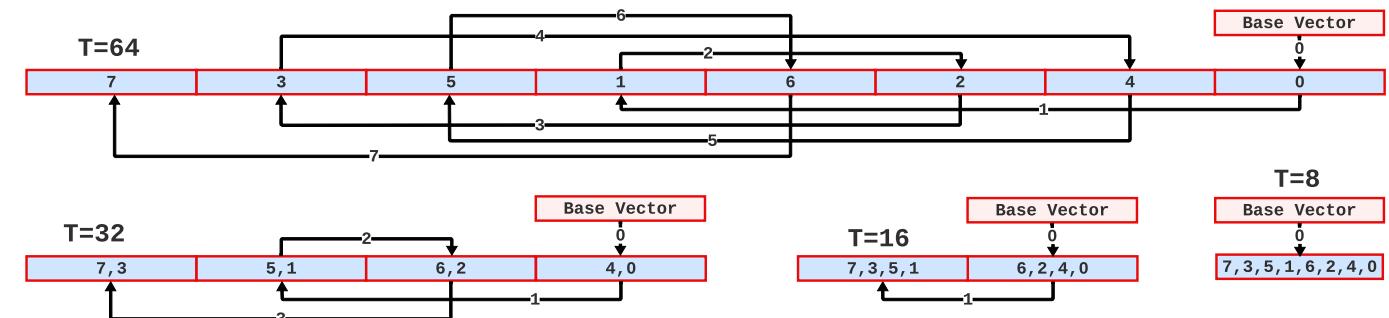 6
Base Vector
4
T=64
2
0
7 3 5 1 6 2 4 0
1
3
5
7
T=8
Base Vector
Base Vector
Base Vector
T=32
2
0
T=16
0
0
7,3 5,1 6,2 4,0
7,3,5,1 6,2,4,0
7,3,5,1,6,2,4,0
1
1
3